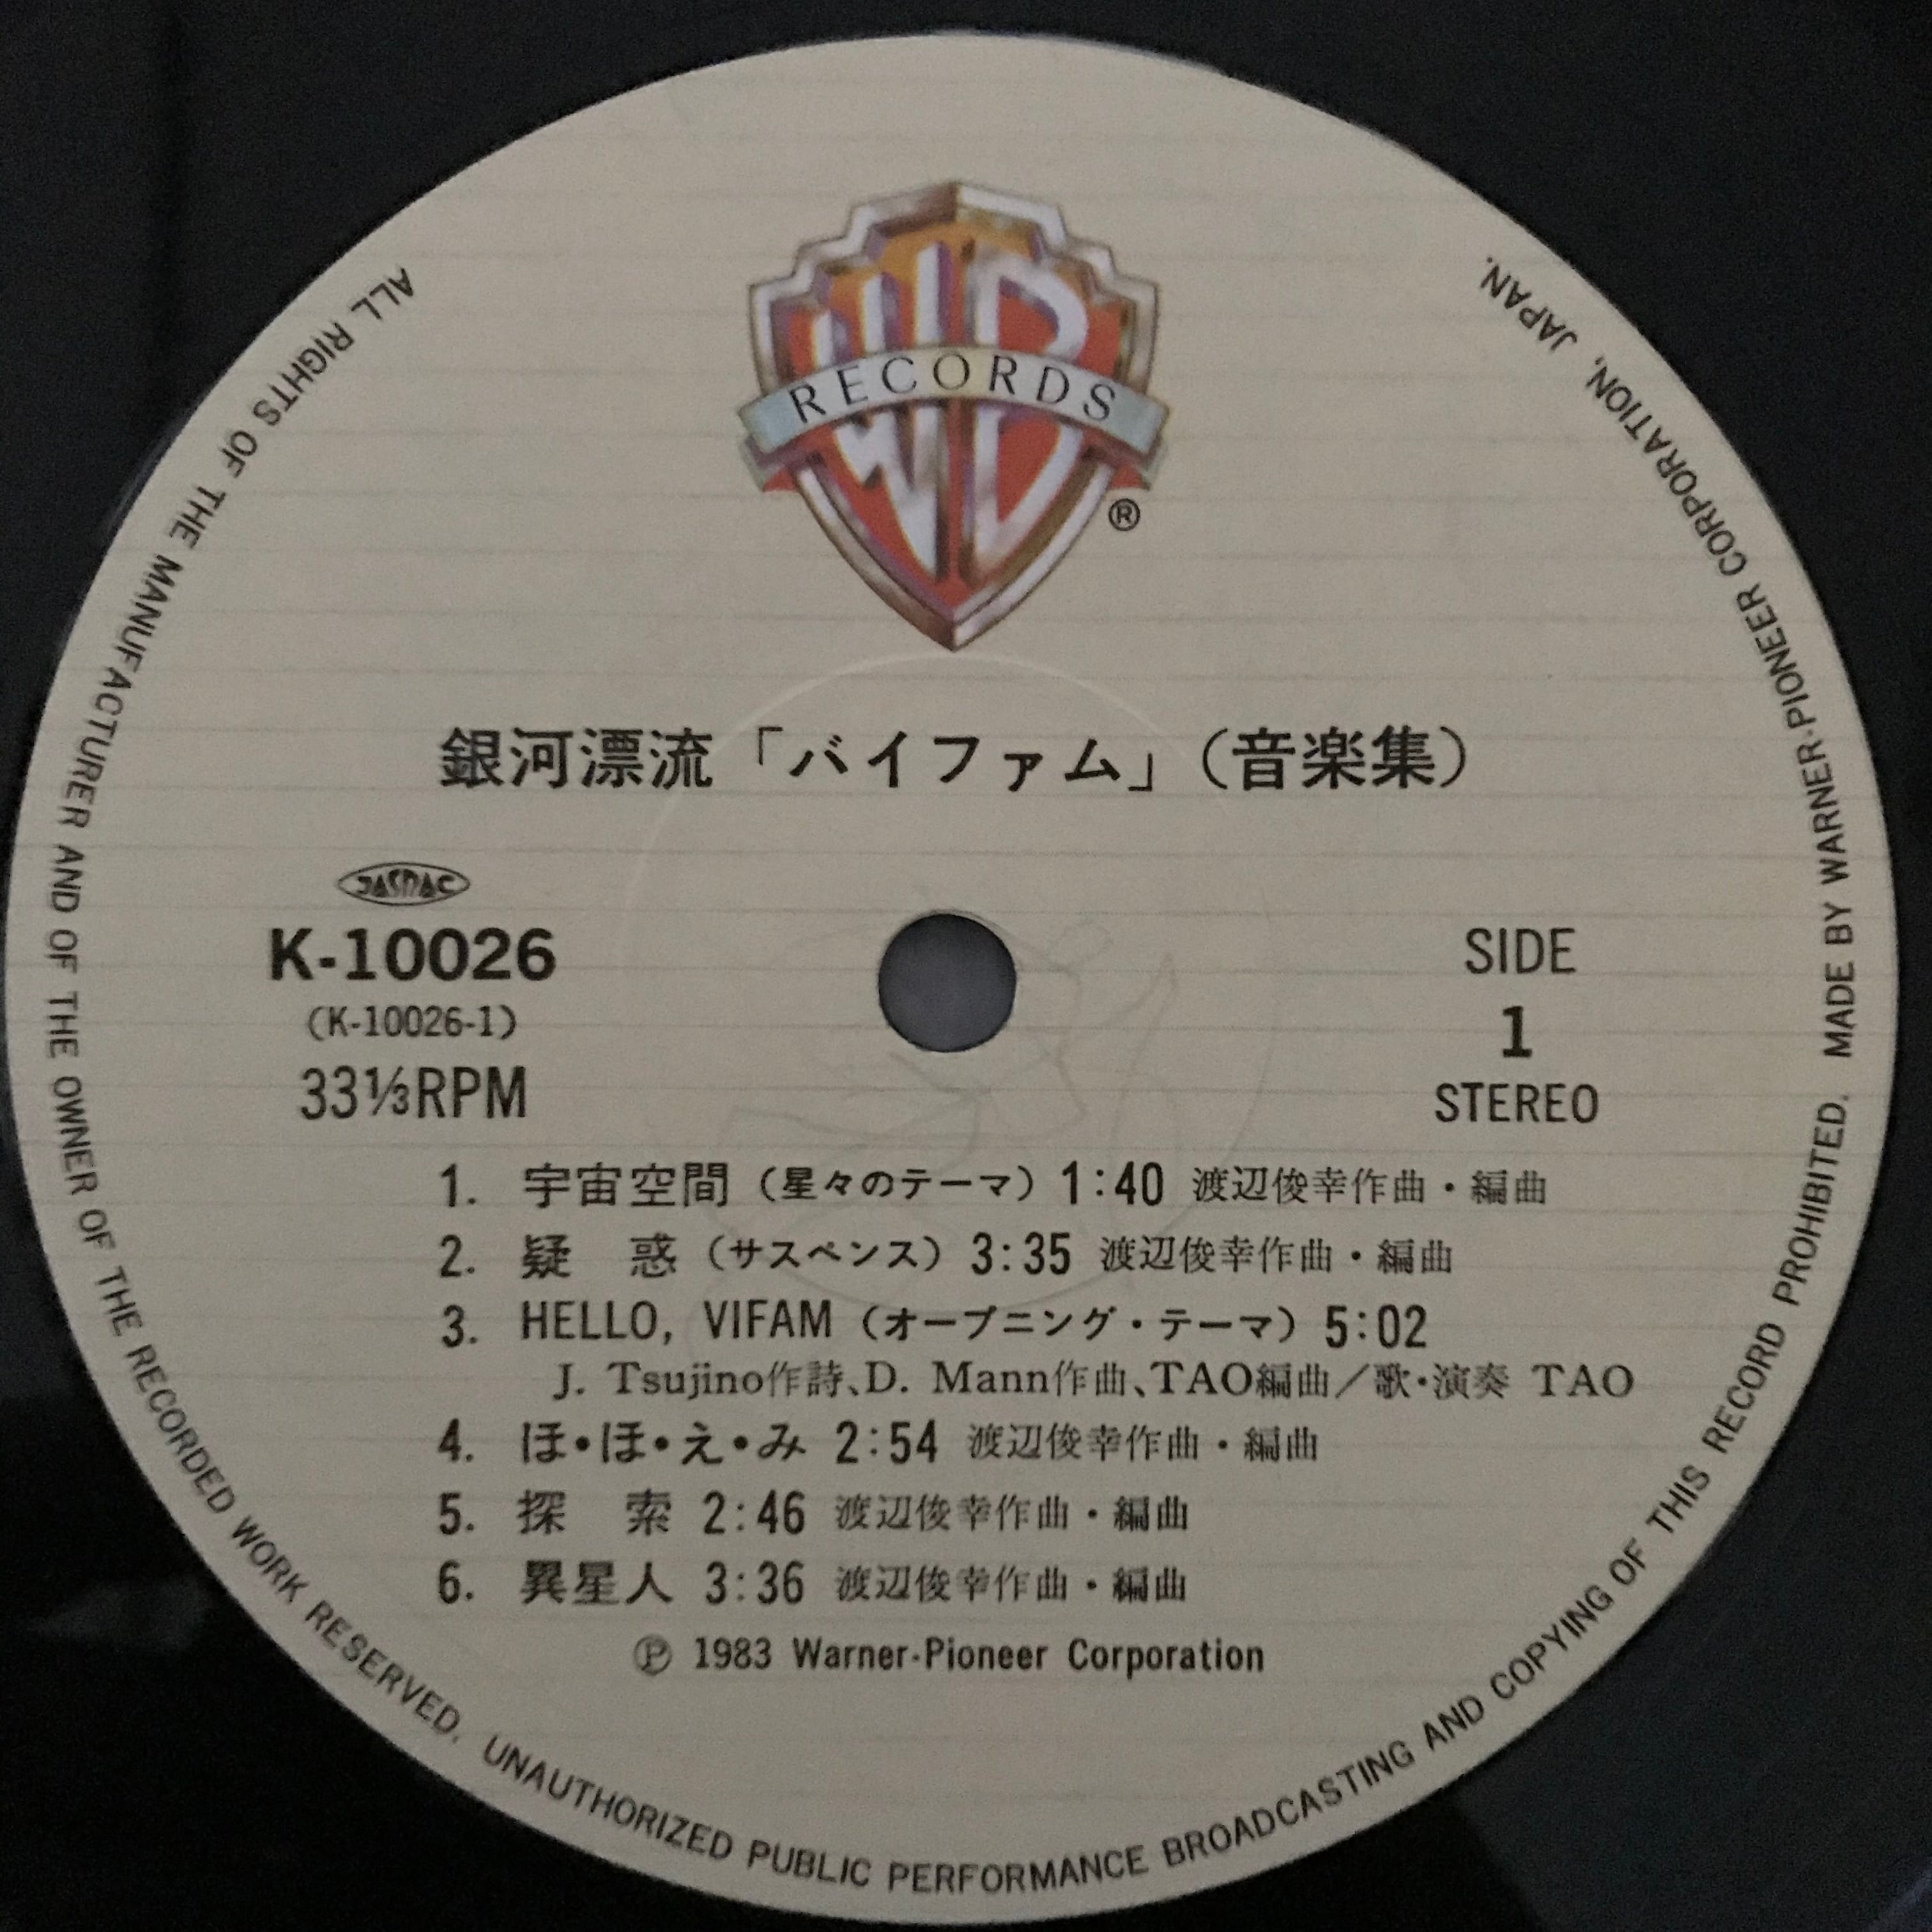 WB
RECORDS
®
銀河漂流「バイファム」(音楽集)
JASRAC
K-10026
(K-10026-1)
33⅓RPM
SIDE
1
STEREO
1. 宇宙空間(星々のテーマ)1:40 渡辺俊幸作曲・編曲
2. 疑 惑(サスペンス)3:35 渡辺俊幸作曲・編曲
3. HELLO, VIFAM(オープニング・テーマ)5:02
J. Tsujino作詩、D. Mann作曲、TAO編曲/歌・演奏 TAO
4. ほ・ほ・え・み 2:54 渡辺俊幸作曲・編曲
5. 探 索 2:46 渡辺俊幸作曲・編曲
6. 異星人 3:36 渡辺俊幸作曲・編曲
℗ 1983 Warner-Pioneer Corporation
ALL RIGHTS OF THE MANUFACTURER AND OF THE OWNER OF THE RECORDED WORK RESERVED. UNAUTHORIZED PUBLIC PERFORMANCE BROADCASTING AND COPYING OF THIS RECORD PROHIBITED. MADE BY WARNER-PIONEER CORPORATION, JAPAN.